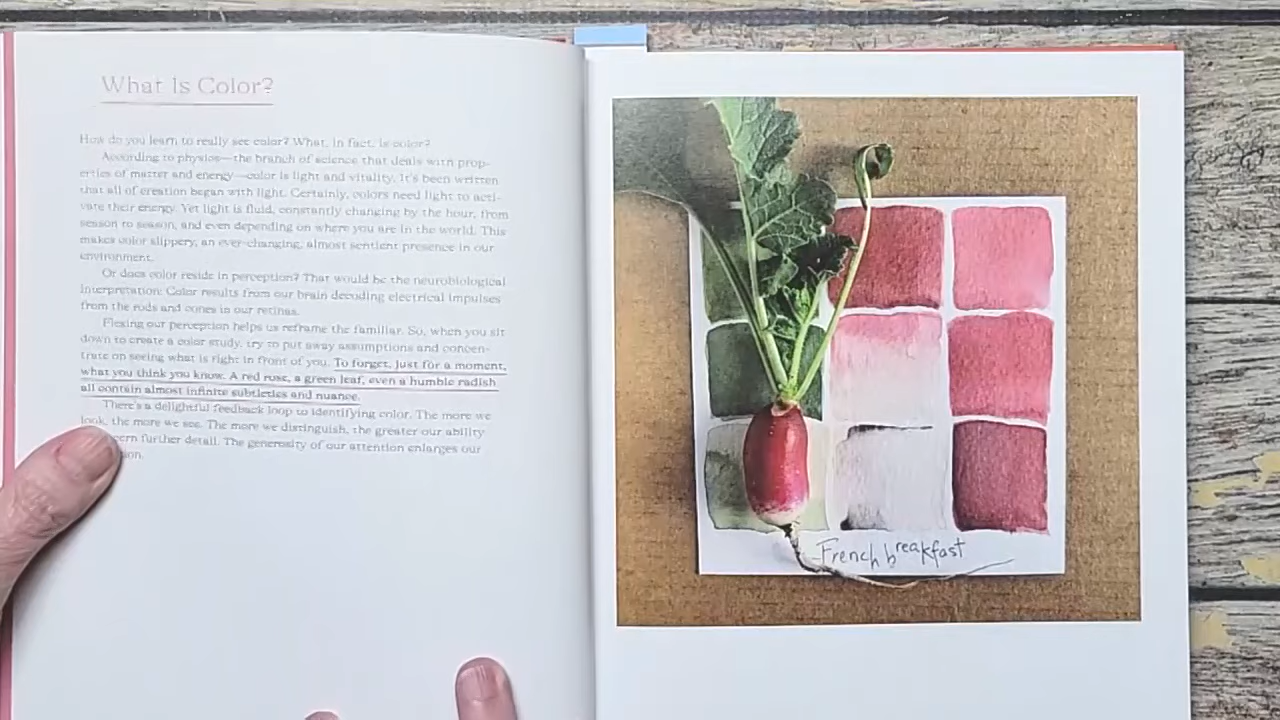 What Is Color?
How do you learn to really see color? What, in fact, is color?
According to physics—the branch of science that deals with prop-
erties of matter and energy—color is light and vitality. It's been written
that all of creation began with light. Certainly, colors need light to acti-
vate their energy. Yet light is fluid, constantly changing by the hour, from
season to season, and even depending on where you are in the world. This
makes color slippery, an ever-changing, almost sentient presence in our
environment.
Or does color reside in perception? That would be the neurobiological
interpretation: Color results from our brain decoding electrical impulses
from the rods and cones in our retinas.
Flexing our perception helps us reframe the familiar. So, when you sit
down to create a color study, try to put away assumptions and concen-
trate on seeing what is right in front of you. To forget, just for a moment,
what you think you know. A red rose, a green leaf, even a humble radish
all contain almost infinite subtleties and nuance.
There's a delightful feedback loop to identifying color. The more we
look, the more we see. The more we distinguish, the greater our ability
further detail. The generosity of our attention enlarges our
French breakfast